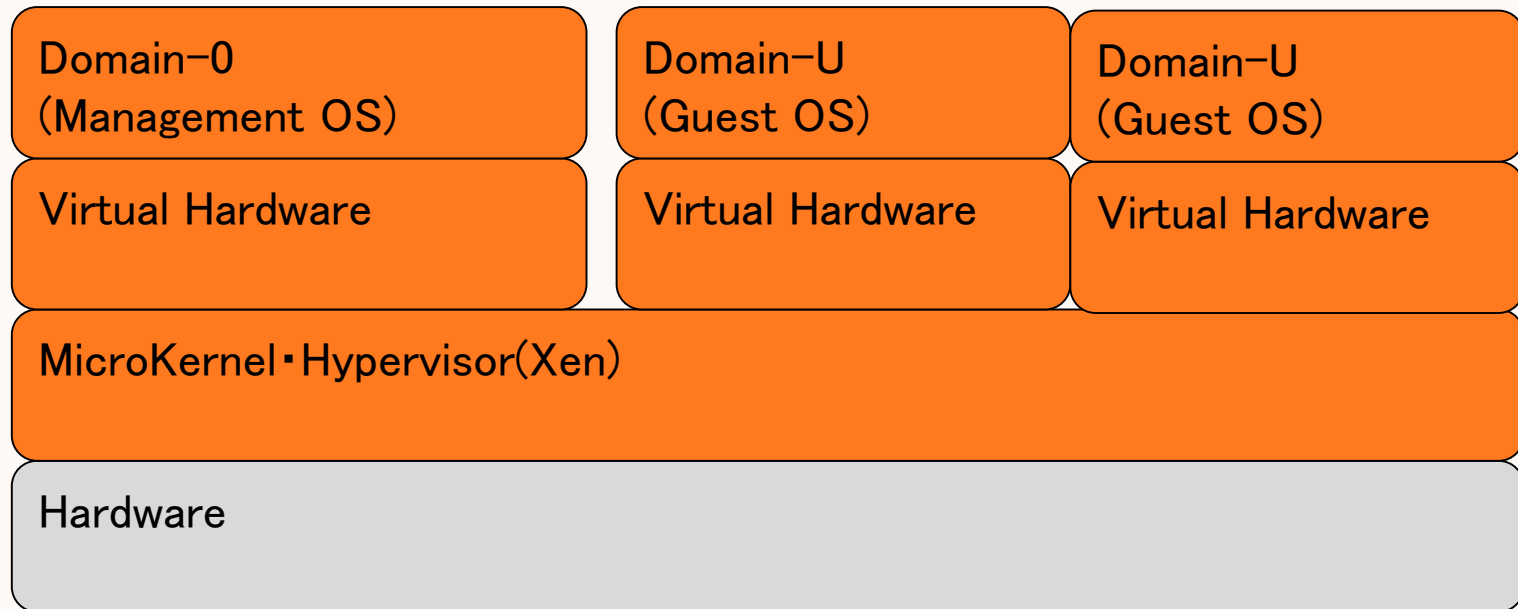 Domain-0
(Management OS)
Domain-U
(Guest OS)
Domain-U
(Guest OS)
Virtual Hardware
Virtual Hardware
Virtual Hardware
MicroKernel・Hypervisor(Xen)
Hardware